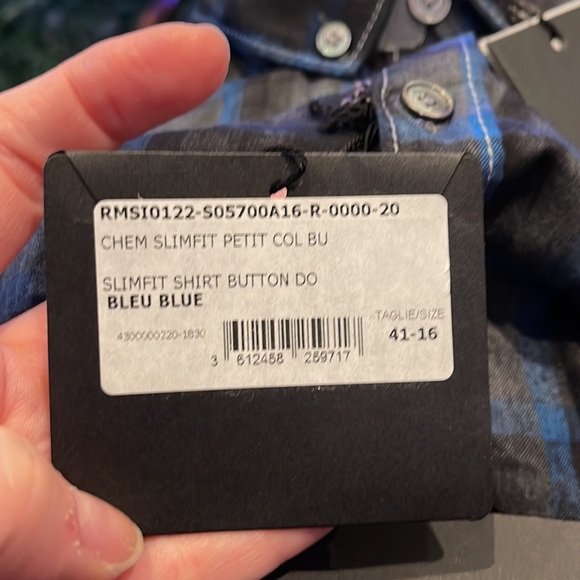 RMSI0122-S05700A16-R-0000-20
CHEM SLIMFIT PETIT COL BU
SLIMFIT SHIRT BUTTON DO
BLEU BLUE
TAGLIE/SIZE
4300000220-1830
41-16
3 612458 259717